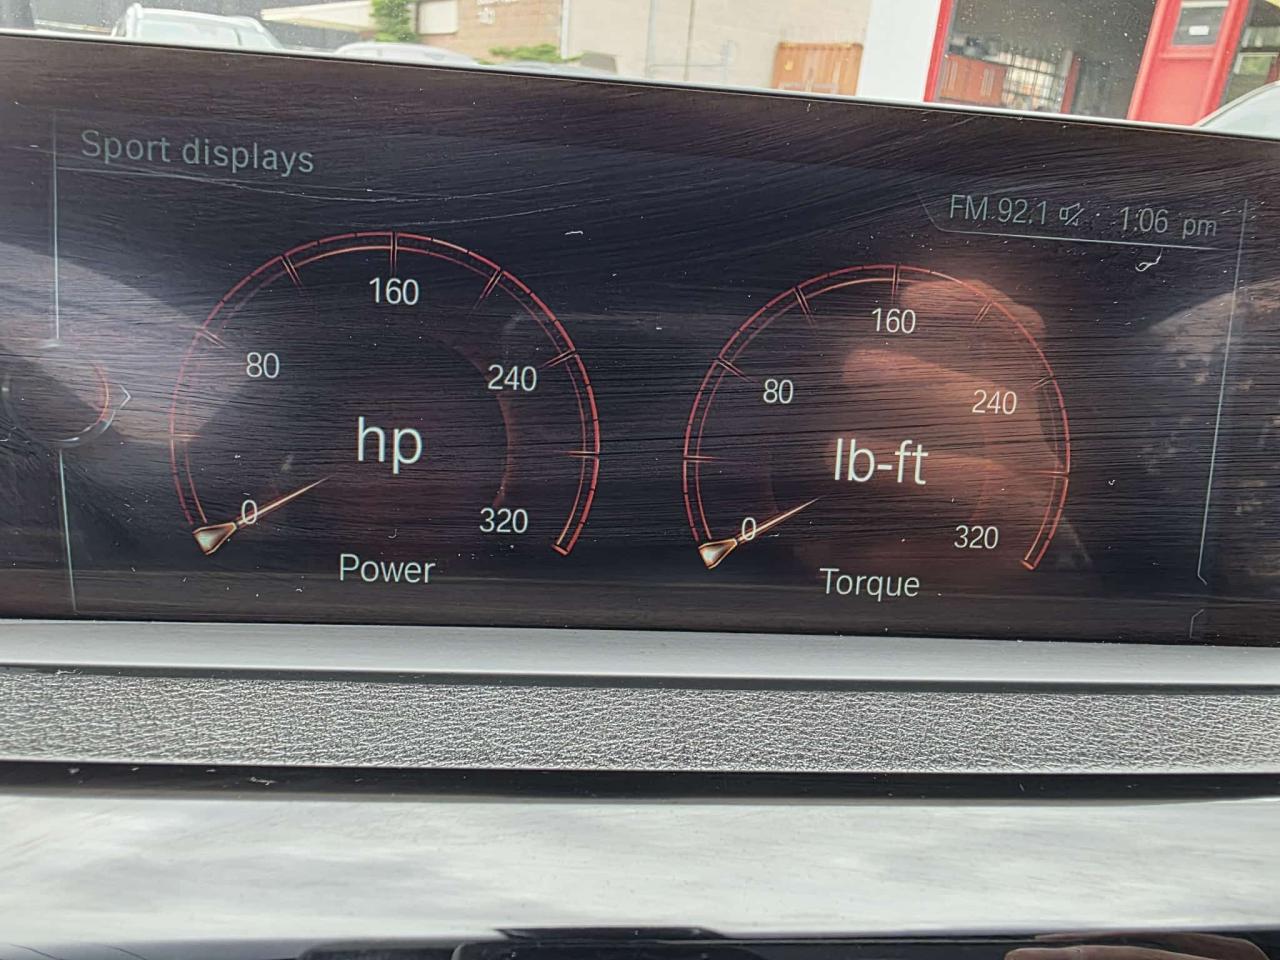 Sport displays
FM 92.1 1:06 pm
160
80
240
hp
0
320
Power
160
80
240
lb-ft
0
320
Torque